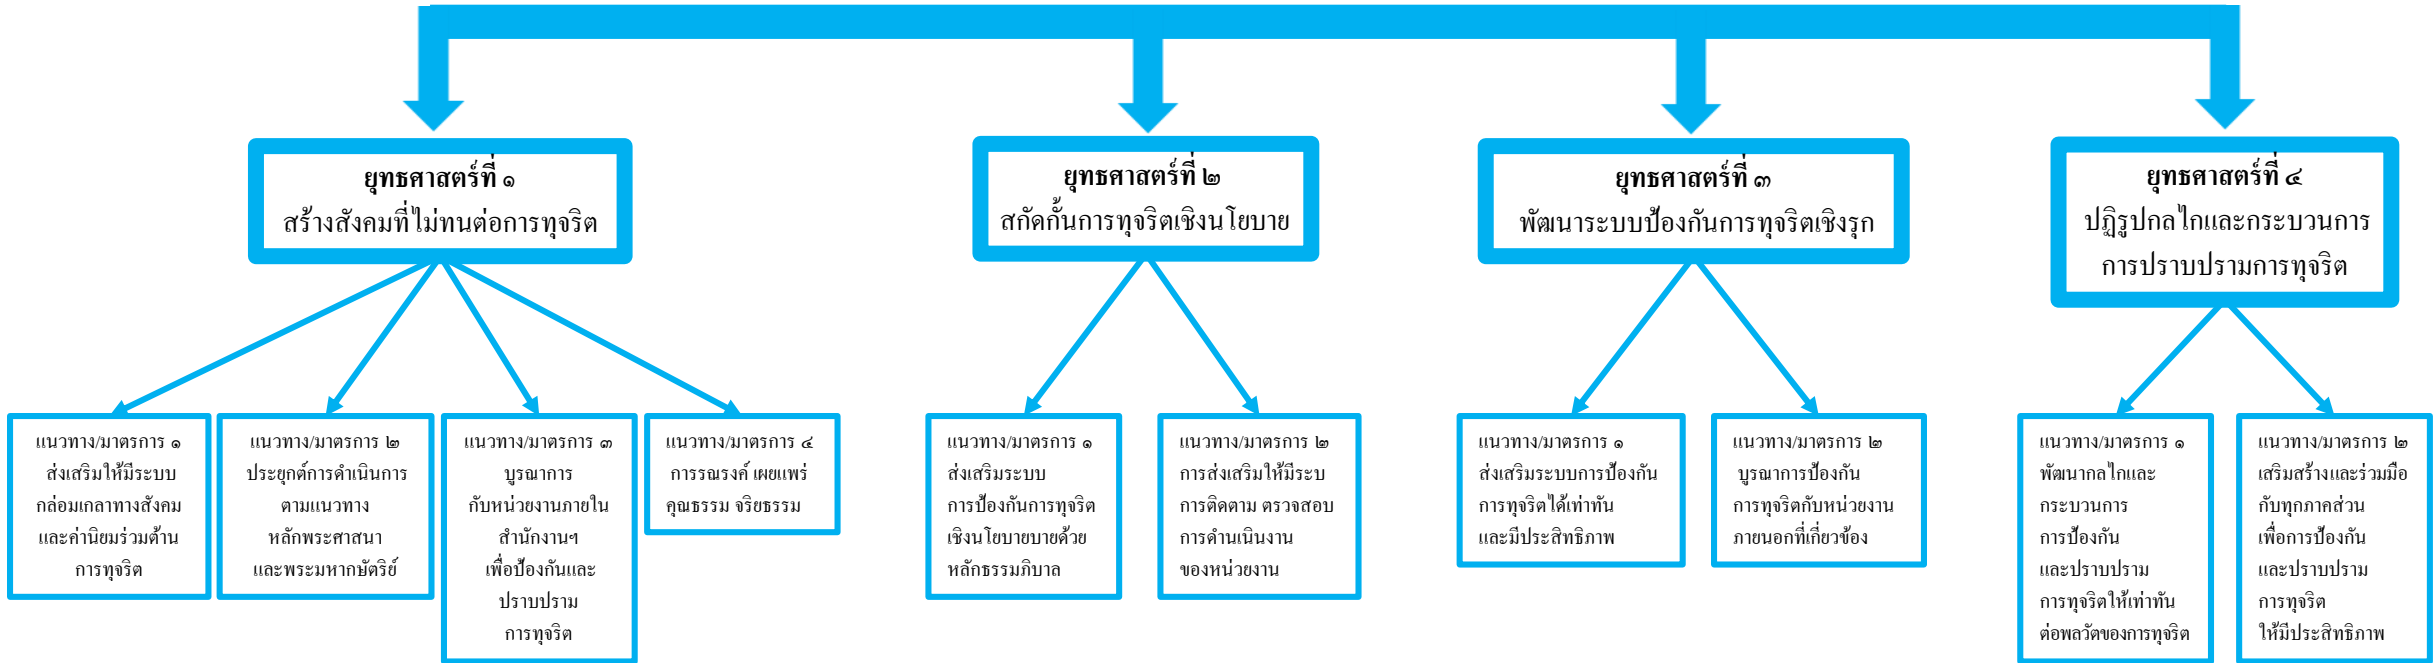 ยุทธศาสตร์ที่ ๑
สร้างสังคมที่ไม่ทนต่อการทุจริต
ยุทธศาสตร์ที่ ๒
สกัดกั้นการทุจริตเชิงนโยบาย
ยุทธศาสตร์ที่ ๓
พัฒนาระบบป้องกันการทุจริตเชิงรุก
ยุทธศาสตร์ที่ ๔
ปฏิรูปกลไกและกระบวนการ
การปราบปรามการทุจริต
แนวทาง/มาตรการ ๑
ส่งเสริมให้มีระบบ
กล่อมเกลาทางสังคม
และค่านิยมร่วมต้าน
การทุจริต
แนวทาง/มาตรการ ๒
ประยุกต์การดำเนินการ
ตามแนวทาง
หลักพระศาสนา
และพระมหากษัตริย์
แนวทาง/มาตรการ ๓
บูรณาการ
กับหน่วยงานภายใน
สำนักงานฯ
เพื่อป้องกันและ
ปราบปราม
การทุจริต
แนวทาง/มาตรการ ๔
การรณรงค์ เผยแพร่
คุณธรรม จริยธรรม
แนวทาง/มาตรการ ๑
ส่งเสริมระบบ
การป้องกันการทุจริต
เชิงนโยบายบายด้วย
หลักธรรมภิบาล
แนวทาง/มาตรการ ๒
การส่งเสริมให้มีระบ
การติดตาม ตรวจสอบ
การดำเนินงาน
ของหน่วยงาน
แนวทาง/มาตรการ ๑
ส่งเสริมระบบการป้องกัน
การทุจริตได้เท่าทัน
และมีประสิทธิภาพ
แนวทาง/มาตรการ ๒
บูรณาการป้องกัน
การทุจริตกับหน่วยงาน
ภายนอกที่เกี่ยวข้อง
แนวทาง/มาตรการ ๑
พัฒนากลไกและ
กระบวนการ
การป้องกัน
และปราบปราม
การทุจริตให้เท่าทัน
ต่อพลวัตของการทุจริต
แนวทาง/มาตรการ ๒
เสริมสร้างและร่วมมือ
กับทุกภาคส่วน
เพื่อการป้องกัน
และปราบปราม
การทุจริต
ให้มีประสิทธิภาพ